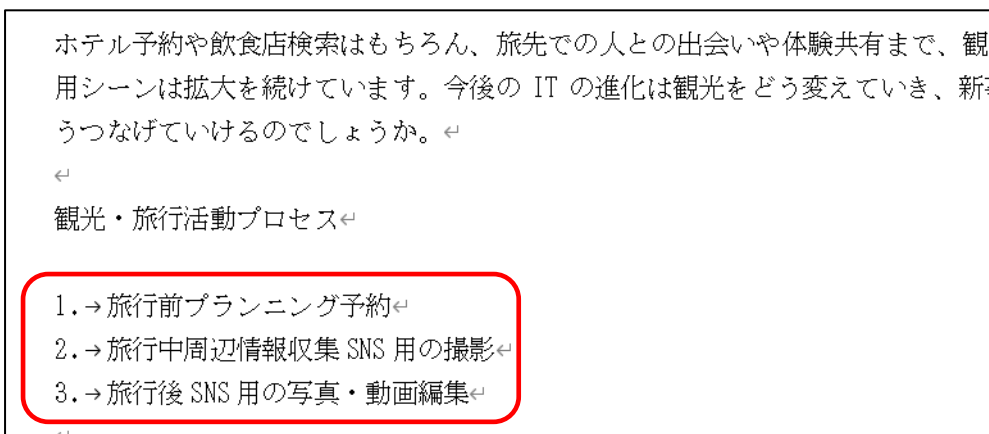 ホテル予約や飲食店検索はもちろん、旅先での人との出会いや体験共有まで、観
用シーンは拡大を続けています。今後の IT の進化は観光をどう変えていき、新
うつなげていけるのでしょうか。↵
↵
観光・旅行活動プロセス↵
1.→旅行前プランニング予約↵
2.→旅行中周辺情報収集 SNS 用の撮影↵
3.→旅行後 SNS 用の写真・動画編集↵